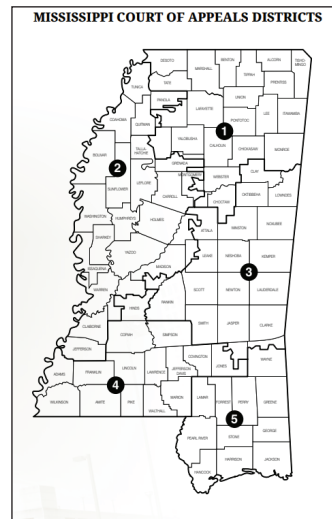 MISSISSIPPI COURT OF APPEALS DISTRICTS
DESOTO
BENTON
ALCORN
TISHO-
MINGO
MARSHALL
TATE
TIPPAH
PRENTISS
TUNICA
PANOLA
LAFAYETTE
UNION
LEE
ITAWAMBA
COAHOMA
QUITMAN
PONTOTOC
1
YALOBUSHA
CALHOUN
CHICKASAW
MONROE
TALLA-
HATCHIE
BOLIVAR
2
GRENADA
MONTGOMERY
WEBSTER
CLAY
SUNFLOWER
LEFLORE
CARROLL
CHOCTAW
OKTIBBEHA
LOWNDES
WASHINGTON
HUMPHREYS
HOLMES
ATTALA
WINSTON
NOXUBEE
SHARKEY
YAZOO
ISSAQUENA
MADISON
LEAKE
NESHOBA
KEMPER
3
WARREN
HINDS
RANKIN
SCOTT
NEWTON
LAUDERDALE
CLAIBORNE
COPIAH
SIMPSON
SMITH
JASPER
CLARKE
JEFFERSON
COVINGTON
WAYNE
JONES
ADAMS
FRANKLIN
LINCOLN
LAWRENCE
JEFFERSON
DAVIS
4
WILKINSON
AMITE
PIKE
WALTHALL
MARION
LAMAR
FORREST
PERRY
GREENE
5
PEARL RIVER
STONE
GEORGE
HANCOCK
HARRISON
JACKSON